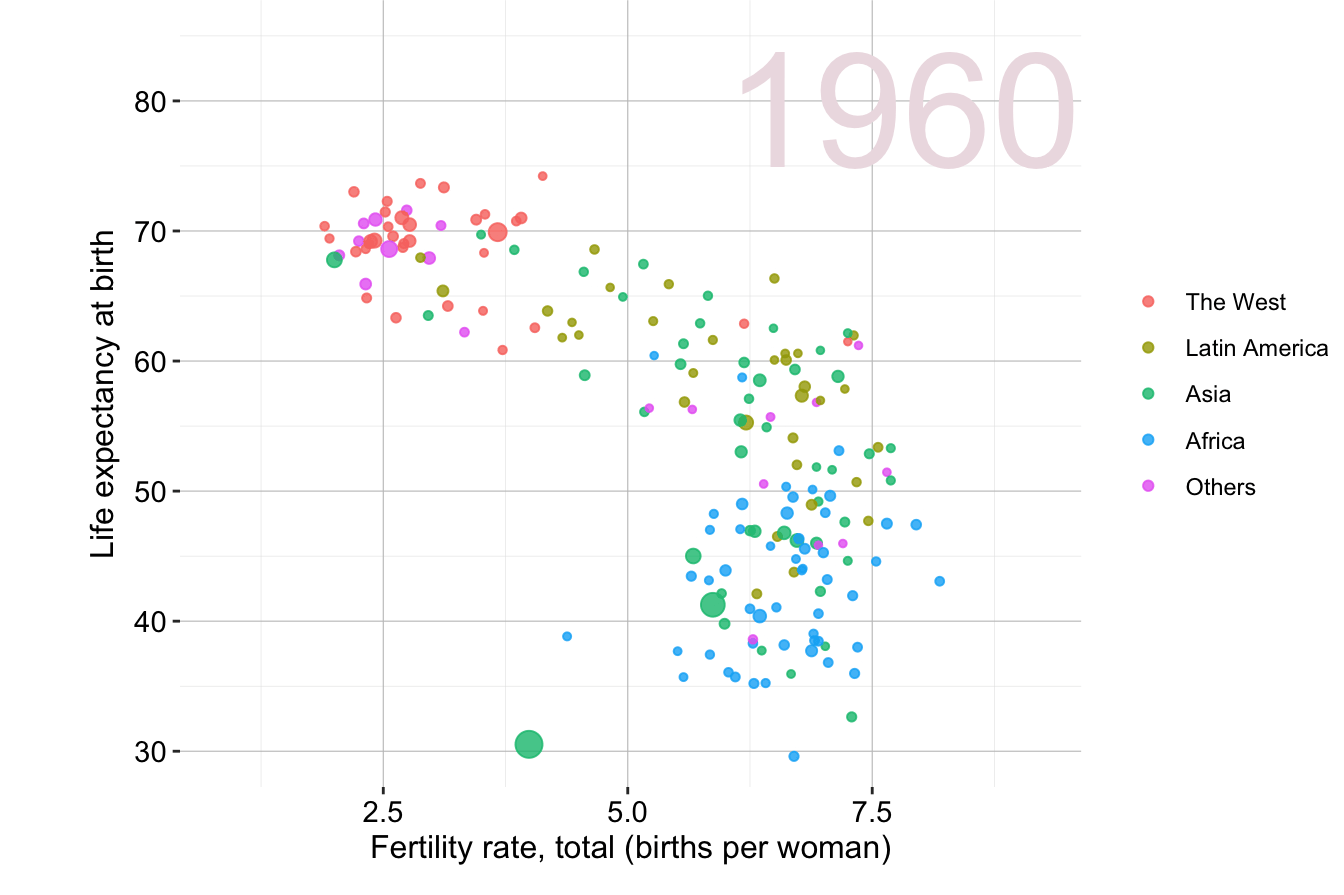 1960
80
70
60
50
40
30
Life expectancy at birth
2.5 5.0 7.5
Fertility rate, total (births per woman)
The West
Latin America
Asia
Africa
Others